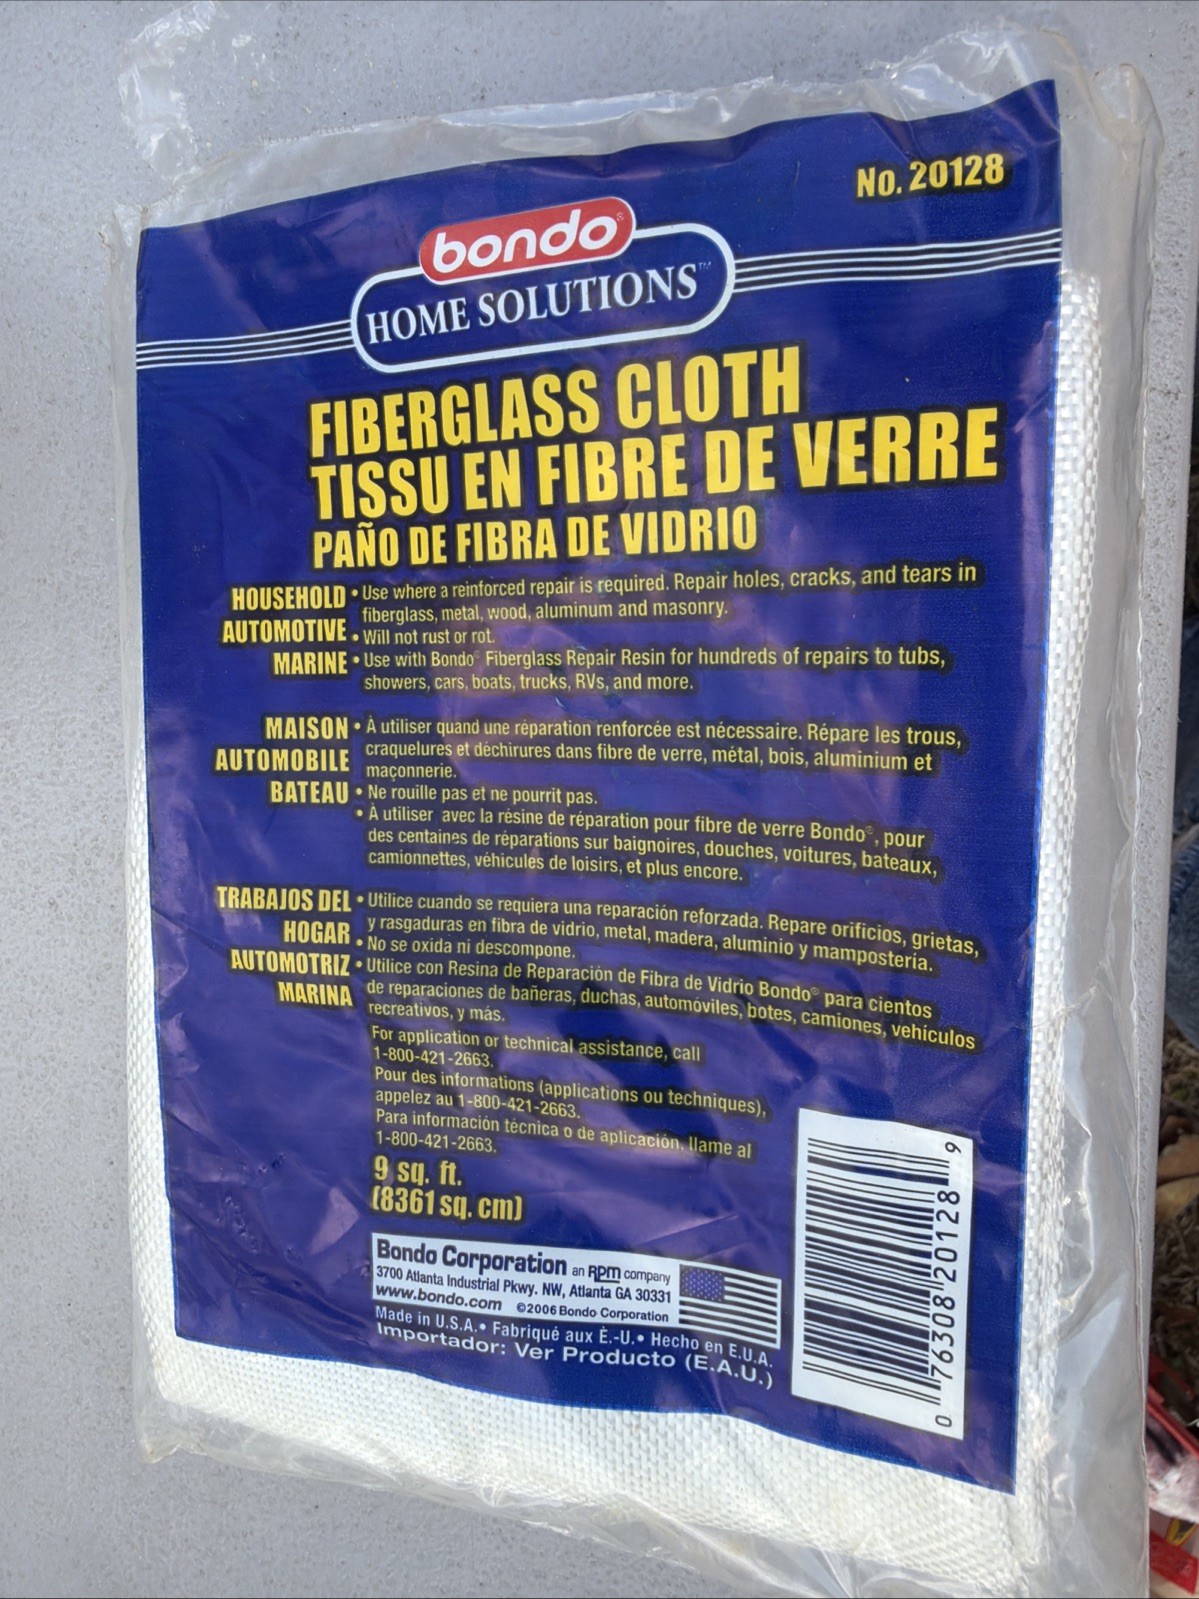 No. 20128
bondo®
HOME SOLUTIONS™
FIBERGLASS CLOTH
TISSU EN FIBRE DE VERRE
PAÑO DE FIBRA DE VIDRIO
HOUSEHOLD
AUTOMOTIVE
MARINE
• Use where a reinforced repair is required. Repair holes, cracks, and tears in
fiberglass, metal, wood, aluminum and masonry.
• Will not rust or rot.
• Use with Bondo® Fiberglass Repair Resin for hundreds of repairs to tubs,
showers, cars, boats, trucks, RVs, and more.
MAISON
AUTOMOBILE
BATEAU
• À utiliser quand une réparation renforcée est nécessaire. Répare les trous,
craquelures et déchirures dans fibre de verre, métal, bois, aluminium et
maçonnerie.
• Ne rouille pas et ne pourrit pas.
• À utiliser avec la résine de réparation pour fibre de verre Bondo®, pour
des centaines de réparations sur baignoires, douches, voitures, bateaux,
camionnettes, véhicules de loisirs, et plus encore.
TRABAJOS DEL
HOGAR
AUTOMOTRIZ
MARINA
• Utilice cuando se requiera una reparación reforzada. Repare orificios, grietas,
y rasgaduras en fibra de vidrio, metal, madera, aluminio y mampostería.
• No se oxida ni descompone.
• Utilice con Resina de Reparación de Fibra de Vidrio Bondo® para cientos
de reparaciones de bañeras, duchas, automóviles, botes, camiones, vehículos
recreativos, y más.
For application or technical assistance, call
1-800-421-2663.
Pour des informations (applications ou techniques),
appelez au 1-800-421-2663.
Para información técnica o de aplicación, llame al
1-800-421-2663.
9 sq. ft.
(8361 sq. cm)
Bondo Corporation an RPM company
3700 Atlanta Industrial Pkwy. NW, Atlanta GA 30331
www.bondo.com ©2006 Bondo Corporation
Made in U.S.A.• Fabriqué aux É.-U.• Hecho en E.U.A.
Importador: Ver Producto (E.A.U.)
0 76308 20128 9